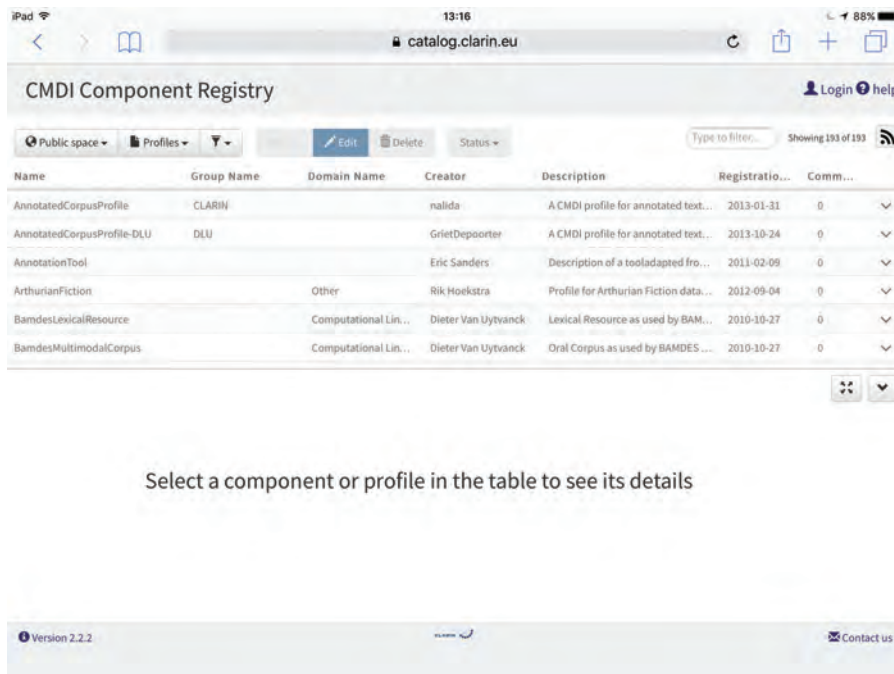 iPad 13:16 88%
catalog.clarin.eu
CMDI Component Registry Login help
Public space Profiles Edit Delete Status Type to filter... Showing 193 of 193
Name Group Name Domain Name Creator Description Registratio... Comm...
AnnotatedCorpusProfile CLARIN nalida A CMDI profile for annotated text... 2013-01-31 0
AnnotatedCorpusProfile-DLU DLU GrietDepoorter A CMDI profile for annotated text... 2013-10-24 0
AnnotationTool Eric Sanders Description of a tooladapted fro... 2011-02-09 0
ArthurianFiction Other Rik Hoekstra Profile for Arthurian Fiction data... 2012-09-04 0
BamdesLexicalResource Computational Lin... Dieter Van Uytvanck Lexical Resource as used by BAM... 2010-10-27 0
BamdesMultimodalCorpus Computational Lin... Dieter Van Uytvanck Oral Corpus as used by BAMDES ... 2010-10-27 0
Select a component or profile in the table to see its details
Version 2.2.2 CLARIN Contact us